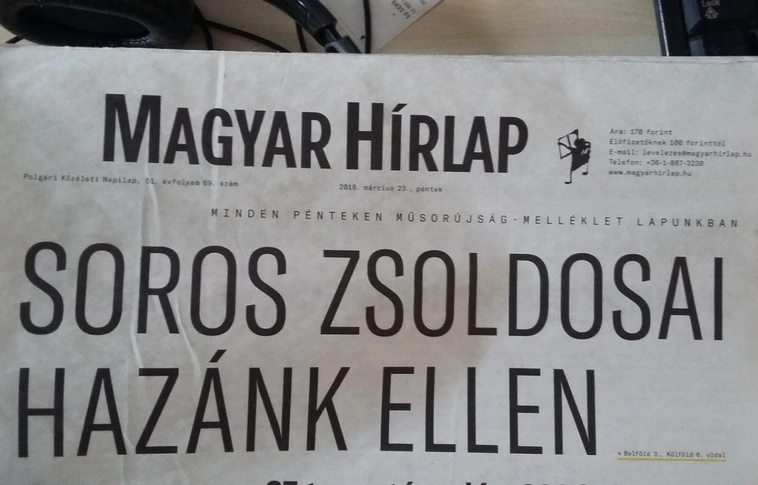 MAGYAR HÍRLAP
Ára: 170 forint
Előfizetőknek 100 forinttól
E-mail: levelezes@magyarhirlap.hu
Telefon: +36-1-887-3230
www.magyarhirlap.hu
Polgári Közéleti Napilap, 51. évfolyam 69. szám
2018. március 23., péntek
MINDEN PÉNTEKEN MŰSORÚJSÁG-MELLÉKLET LAPUNKBAN
SOROS ZSOLDOSAI
HAZÁNK ELLEN
Belföld 3., Külföld 6. oldal